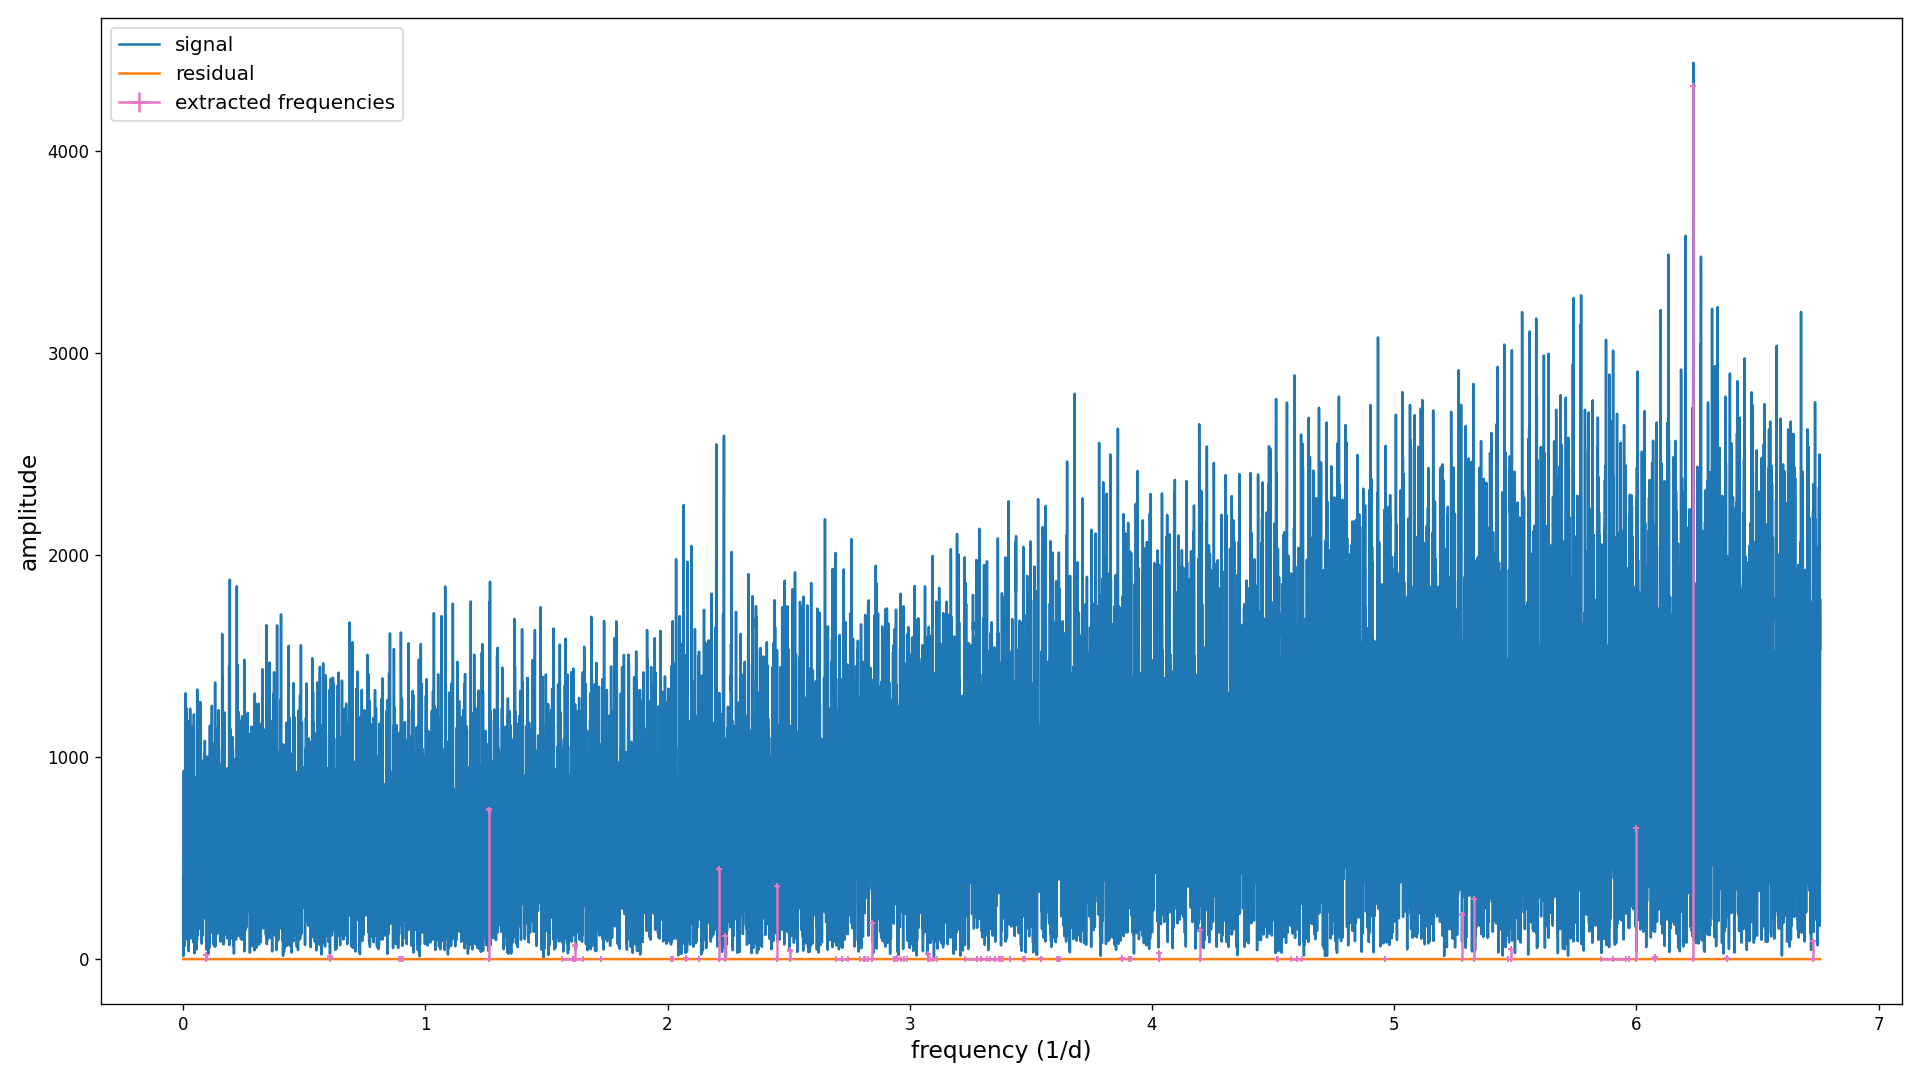 signal
residual
extracted frequencies
amplitude
4000
3000
2000
1000
0
0 1 2 3 4 5 6 7
frequency (1/d)